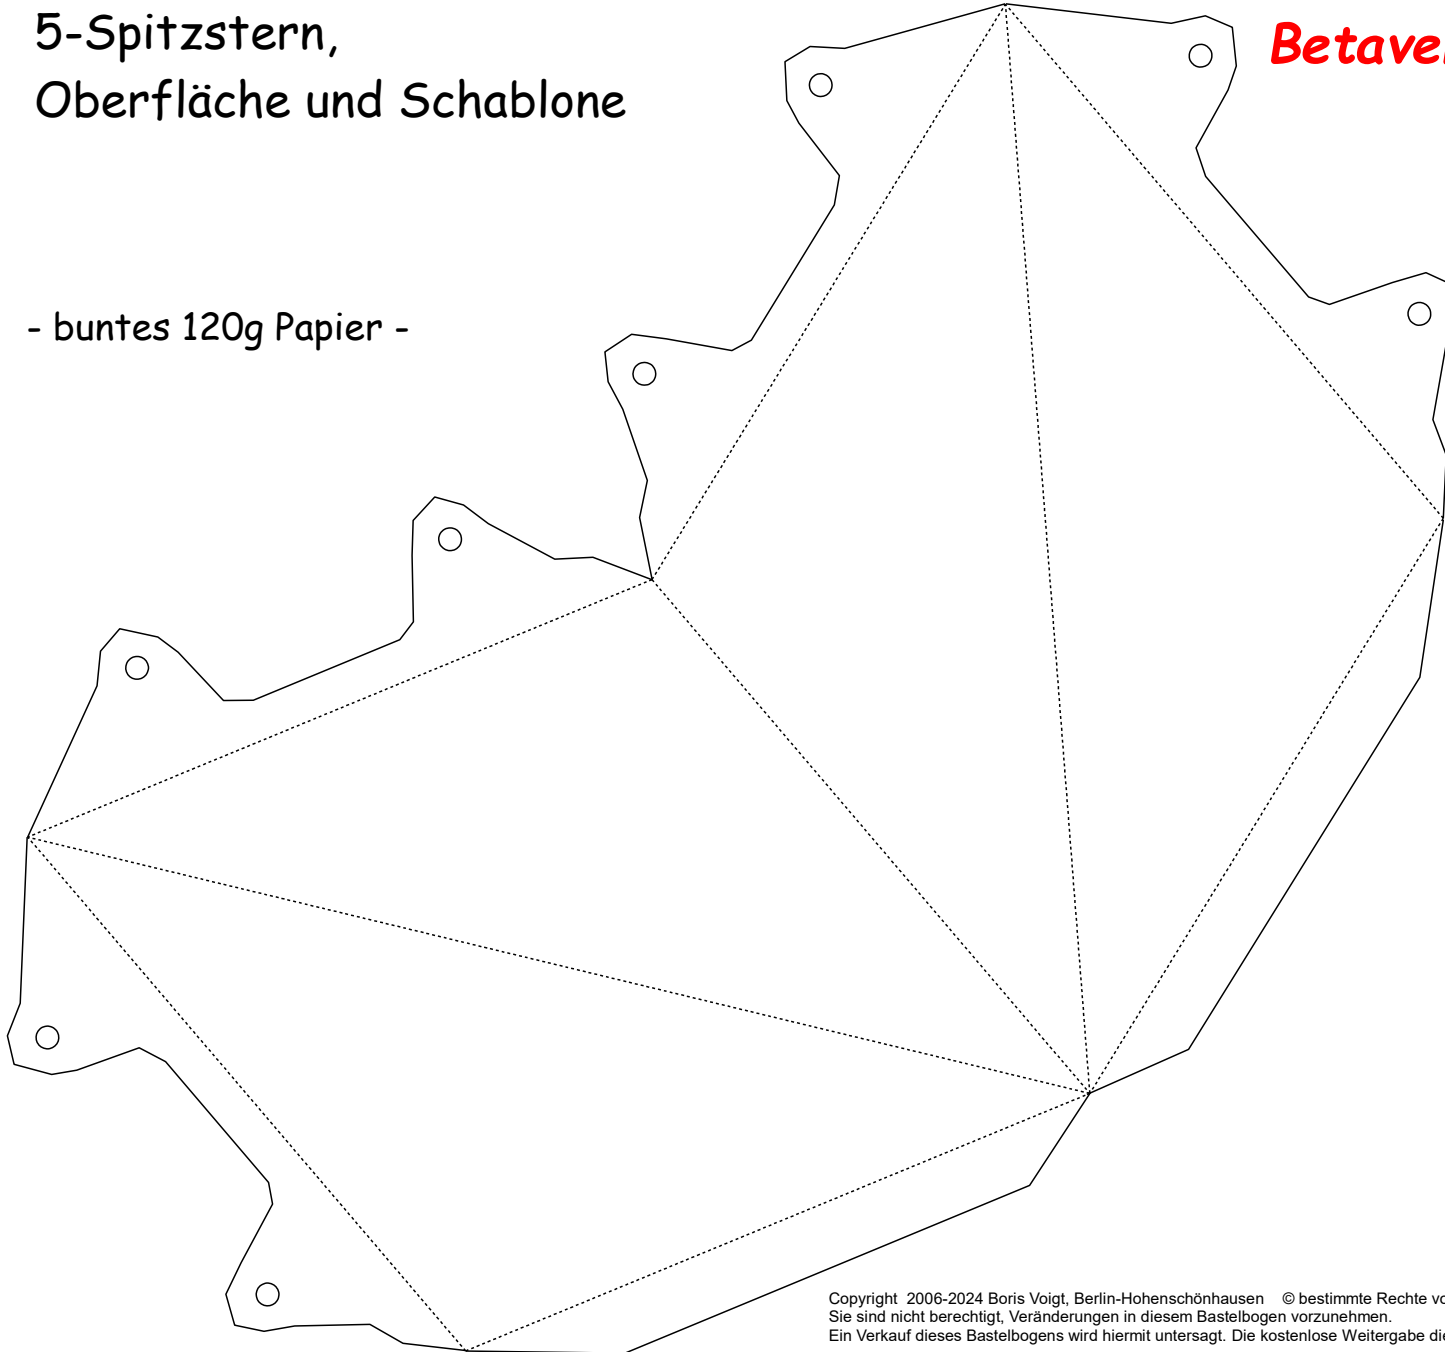 5-Spitzstern,
Oberfläche und Schablone
- buntes 120g Papier -
Copyright 2006-2024 Boris Voigt, Berlin-Hohenschönhausen © bestimmte Rechte
Sie sind nicht berechtigt, Veränderungen in diesem Bastelbogen vorzunehmen.
Ein Verkauf dieses Bastelbogens wird hiermit untersagt. Die kostenlose Weitergabe